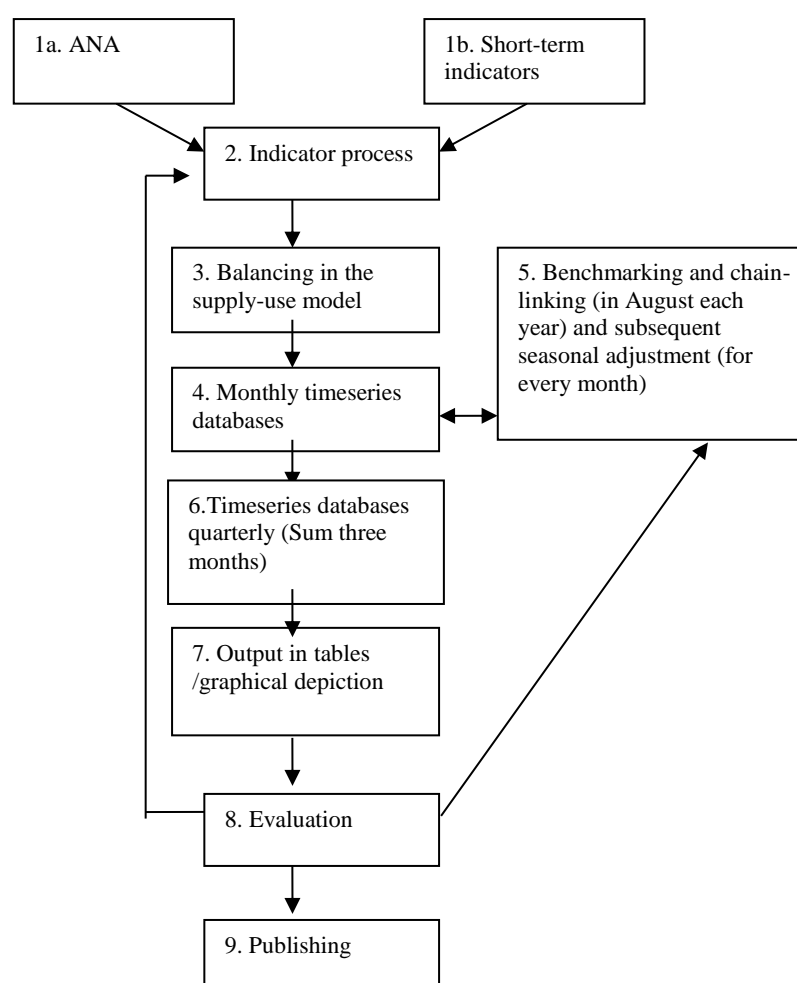 1a. ANA
1b. Short-term
indicators
2. Indicator process
3. Balancing in the
supply-use model
5. Benchmarking and chain-
linking (in August each
year) and subsequent
seasonal adjustment (for
every month)
4. Monthly timeseries
databases
6.Timeseries databases
quarterly (Sum three
months)
7. Output in tables
/graphical depiction
8. Evaluation
9. Publishing